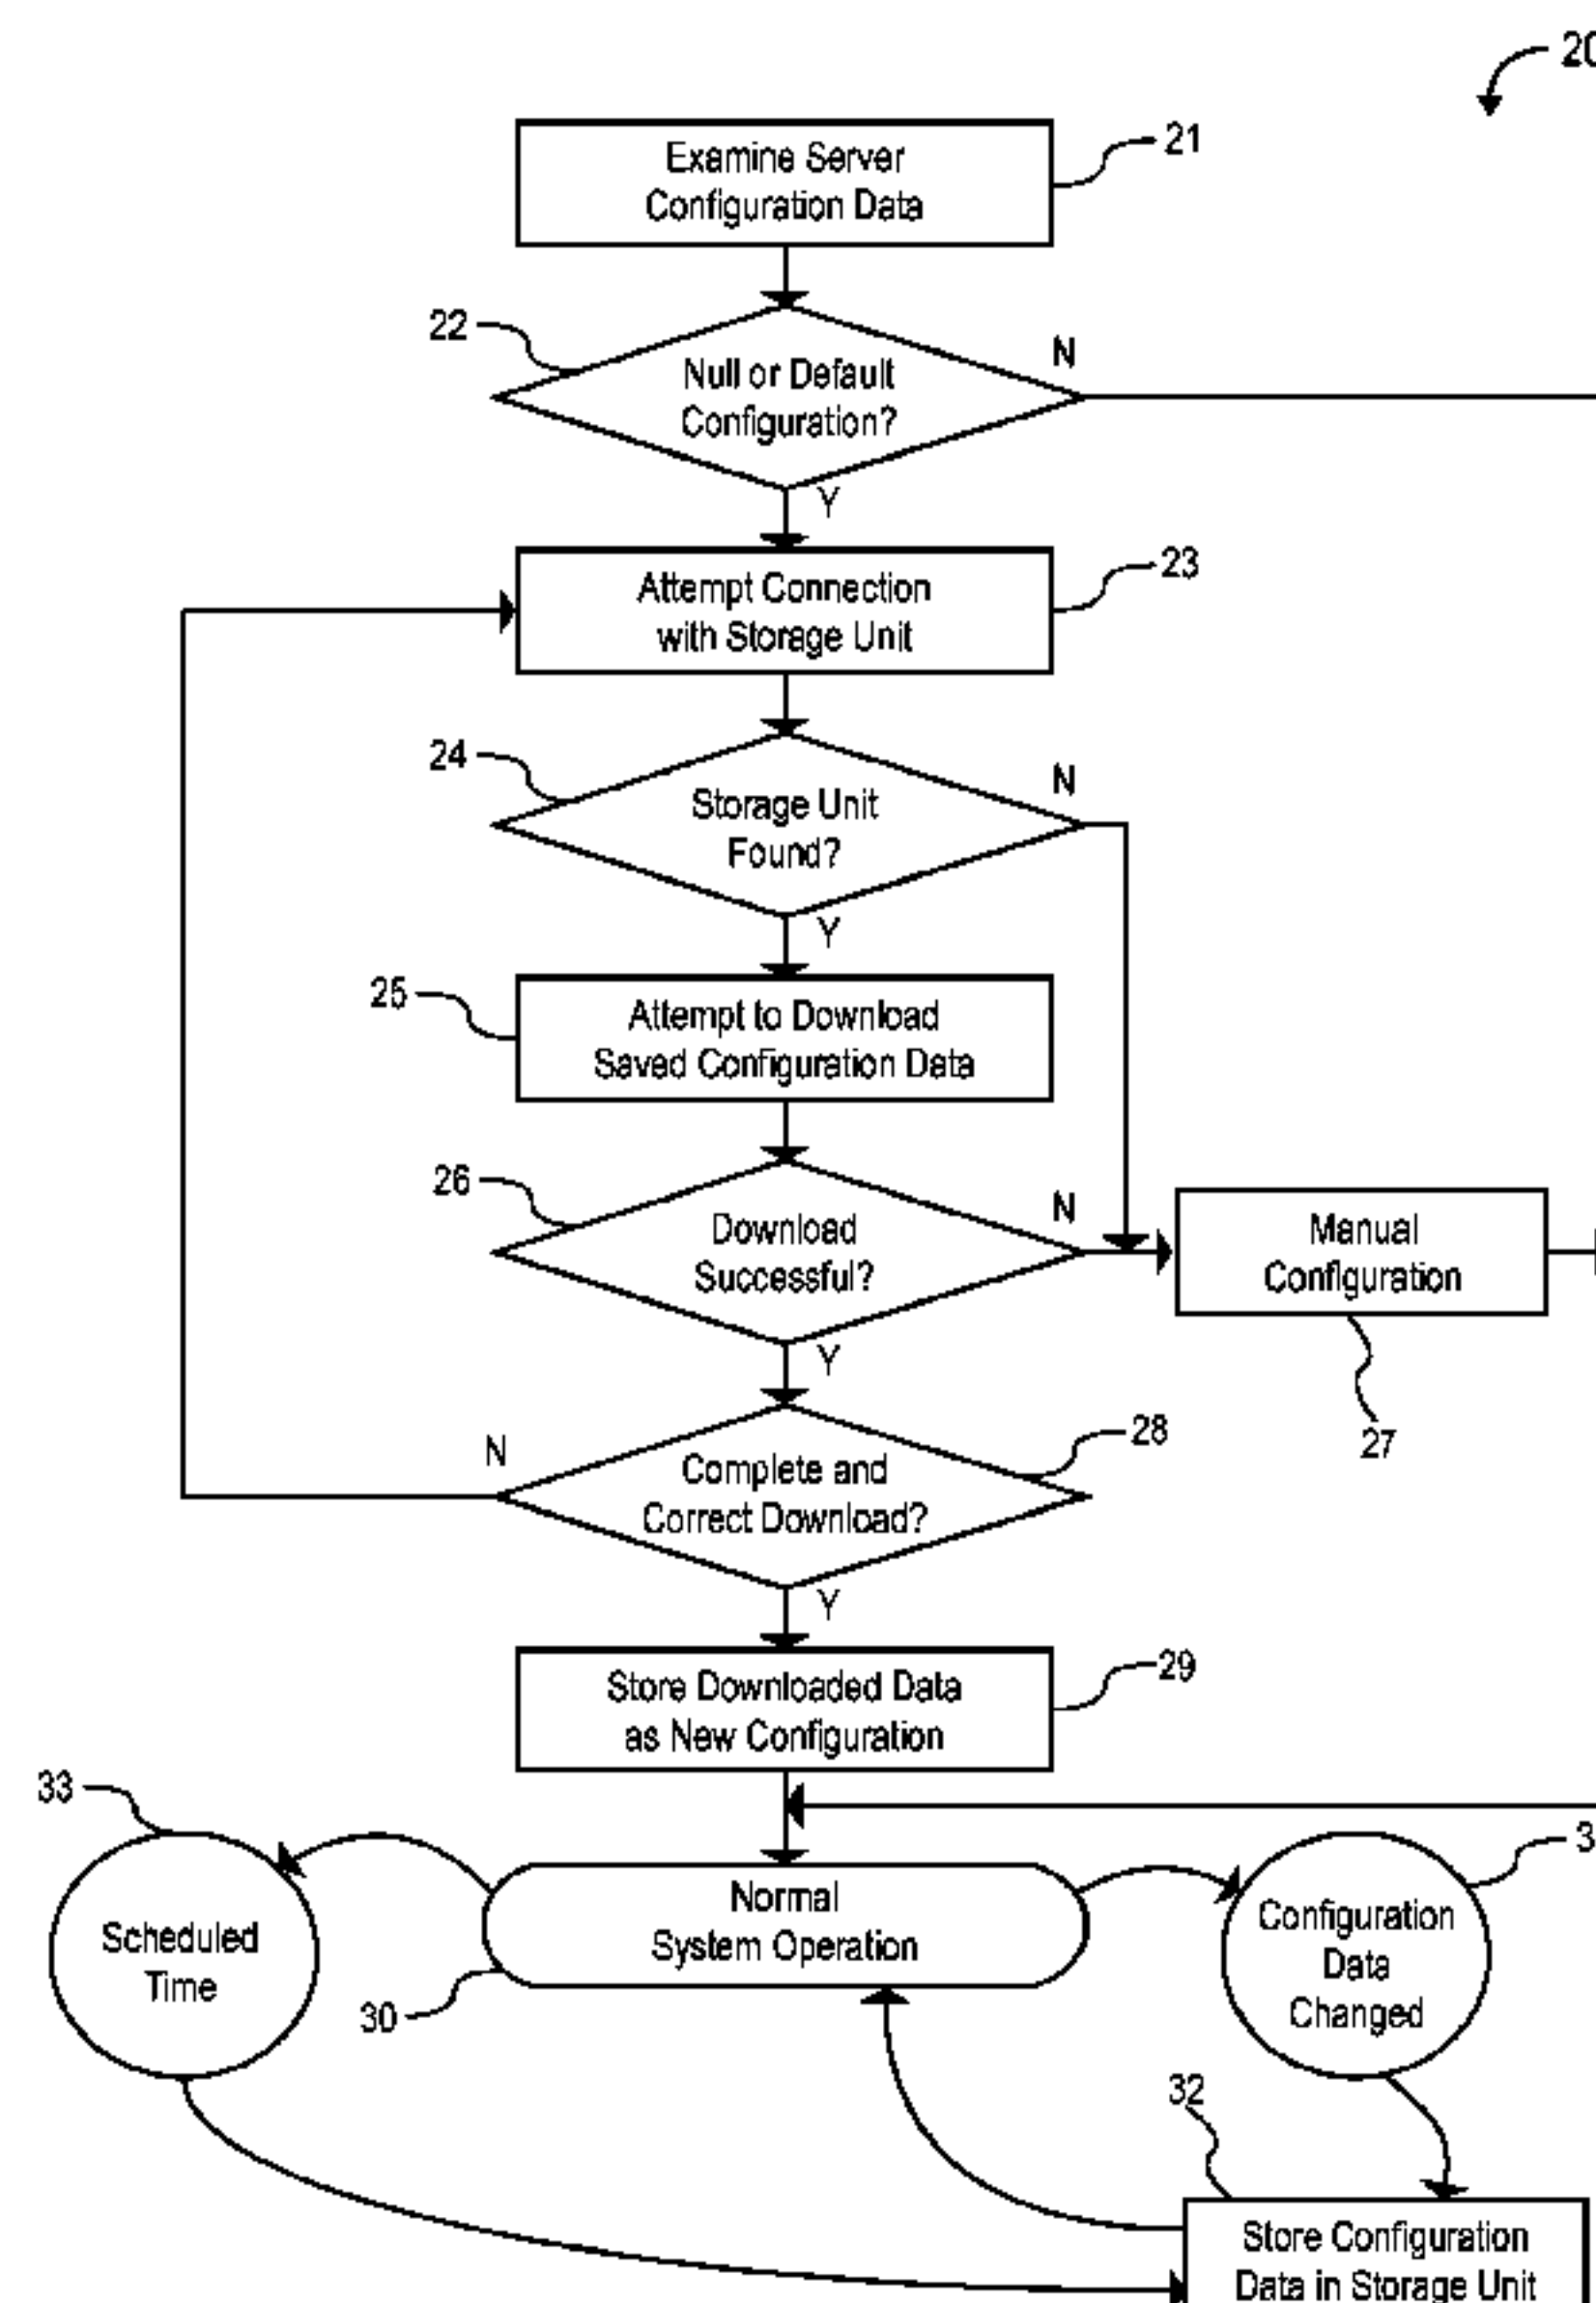 20
Examine Server
Configuration Data
21
22
Null or Default
Configuration?
N
Y
Attempt Connection
with Storage Unit
23
24
Storage Unit
Found?
N
Y
25
Attempt to Download
Saved Configuration Data
26
Download
Successful?
N
Manual
Configuration
27
Y
N
Complete and
Correct Download?
28
Y
Store Downloaded Data
as New Configuration
29
33
Scheduled
Time
Normal
System Operation
30
3
Configuration
Data
Changed
32
Store Configuration
Data in Storage Unit